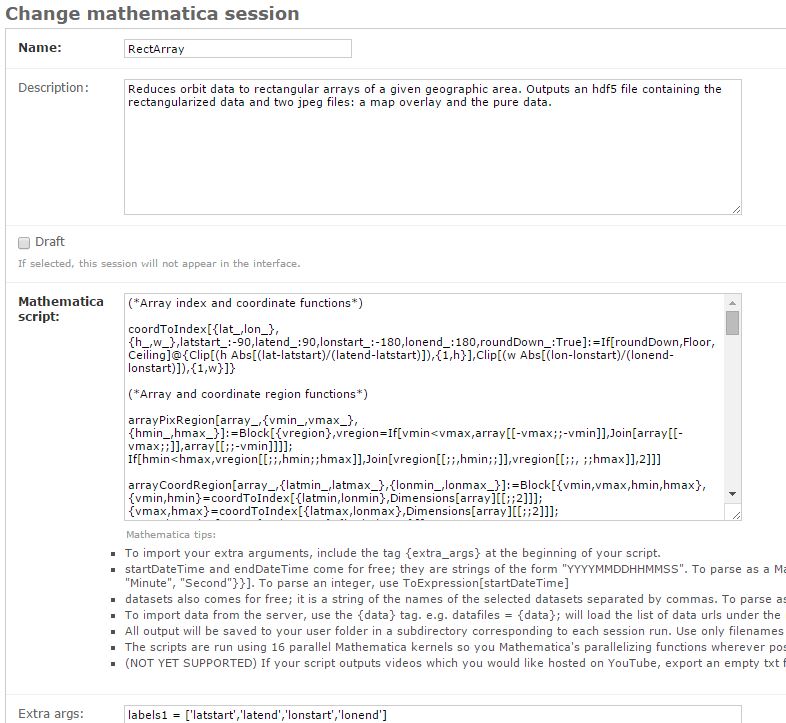 Change mathematica session
Name:
RectArray
Description:
Reduces orbit data to rectangular arrays of a given geographic area. Outputs an hdf5 file containing the
rectangularized data and two jpeg files: a map overlay and the pure data.
Draft
If selected, this session will not appear in the interface.
Mathematica
script:
(*Array index and coordinate functions*)
coordToIndex[{lat_,lon_},
{h_,w_},latstart_:-90,latend_:90,lonstart_:-180,lonend_:180,roundDown_:True]:=If[roundDown,Floor,
Ceiling]@{Clip[(h Abs[(lat-latstart)/(latend-latstart)]),{1,h}],Clip[(w Abs[(lon-lonstart)/(lonend-
lonstart)]),{1,w}]}
(*Array and coordinate region functions*)
arrayPixRegion[array_,{vmin_,vmax_},
{hmin_,hmax_}]:=Block[{vregion},vregion=If[vmin<vmax,array[[-vmax;;-vmin]],Join[array[[-
vmax;;]],array[[;;-vmin]]]];
If[hmin<hmax,vregion[[;;,hmin;;hmax]],Join[vregion[[;;,hmin;;]],vregion[[;;, ;;hmax]],2]]]
arrayCoordRegion[array_,{latmin_,latmax_},{lonmin_,lonmax_}]:=Block[{vmin,vmax,hmin,hmax},
{vmin,hmin}=coordToIndex[{latmin,lonmin},Dimensions[array][[;;2]]];
{vmax,hmax}=coordToIndex[{latmax,lonmax},Dimensions[array][[;;2]]];
Mathematica tips:
To import your extra arguments, include the tag {extra_args} at the beginning of your script.
startDateTime and endDateTime come for free; they are strings of the form "YYYYMMDDHHMMSS". To parse as a Ma
"Minute", "Second"}}]. To parse an integer, use ToExpression[startDateTime]
datasets also comes for free; it is a string of the names of the selected datasets separated by commas. To parse as
To import data from the server, use the {data} tag. e.g. datafiles = {data}; will load the list of data urls under the
All output will be saved to your user folder in a subdirectory corresponding to each session run. Use only filenames
The scripts are run using 16 parallel Mathematica kernels so you Mathematica's parallelizing functions wherever pos
(NOT YET SUPPORTED) If your script outputs videos which you would like hosted on YouTube, export an empty txt f
Extra args:
labels1 = ['latstart','latend','lonstart','lonend']